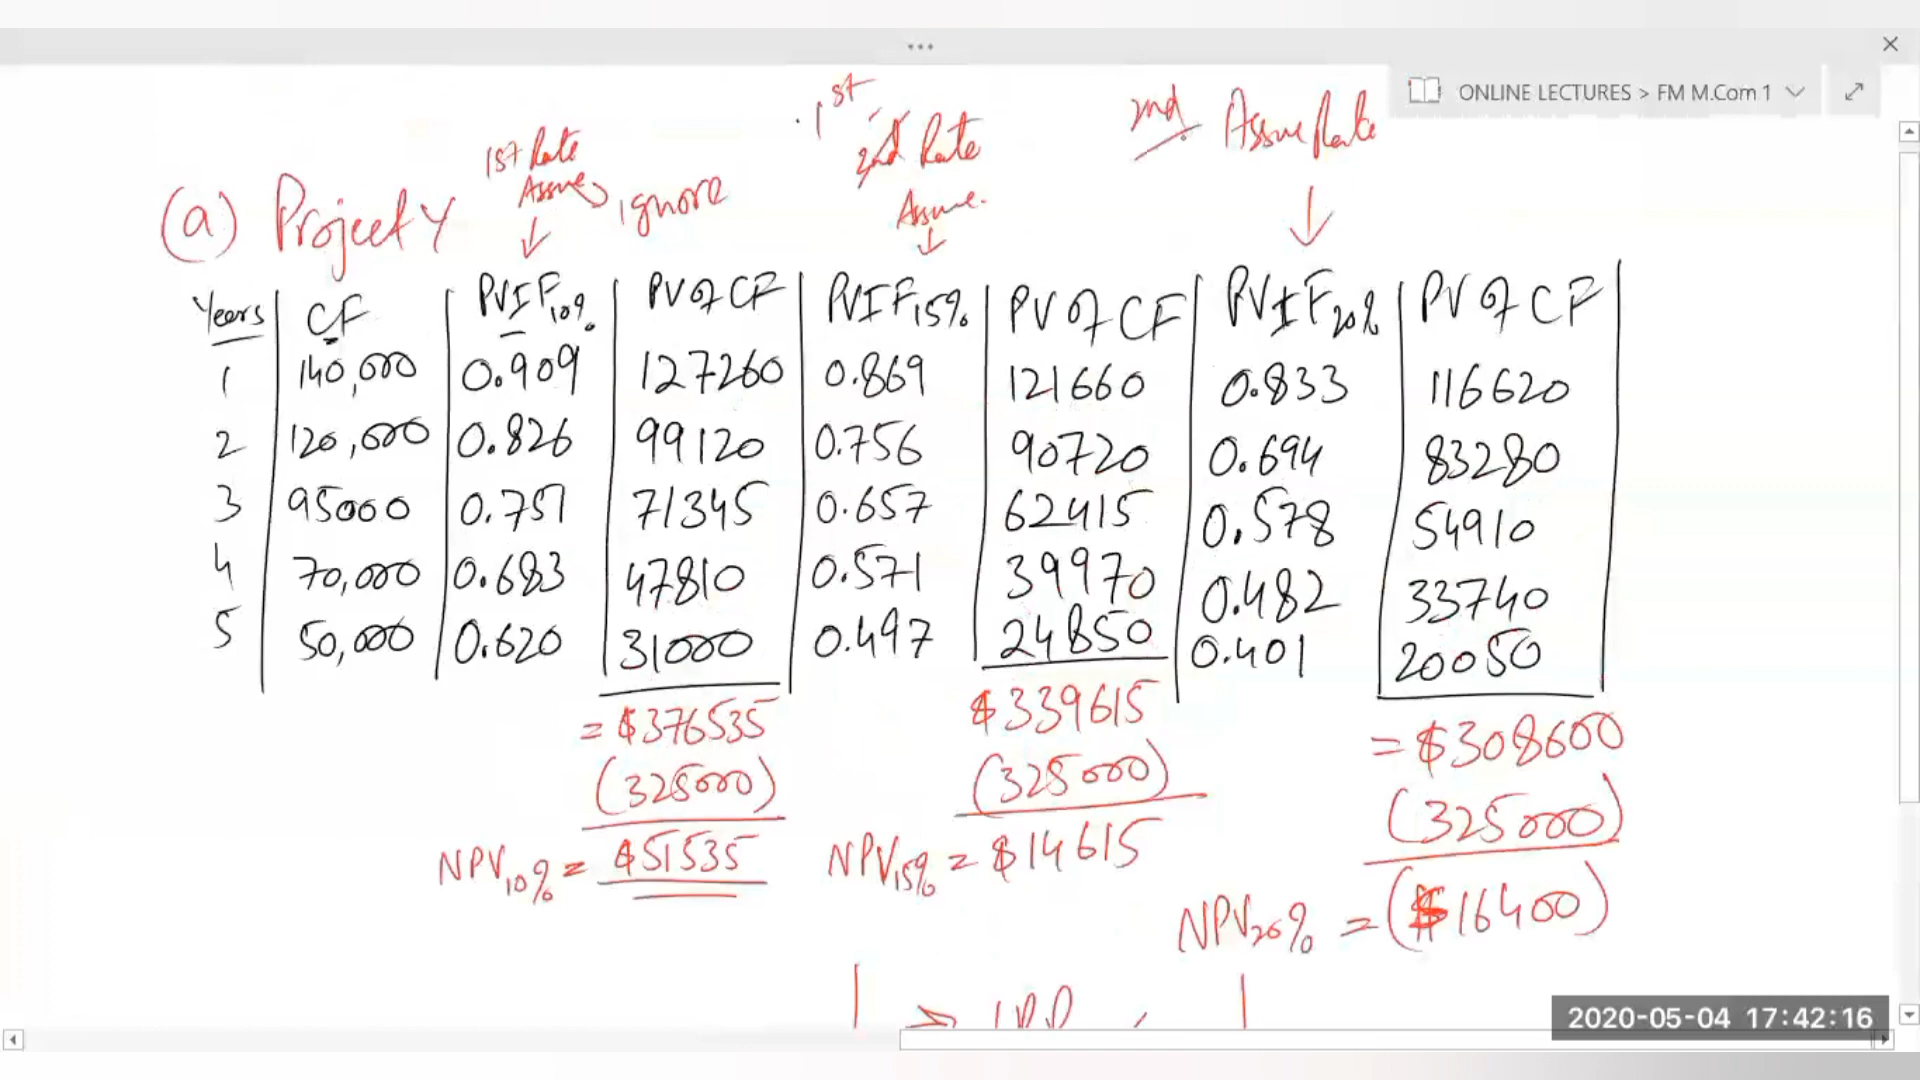 ONLINE LECTURES > FM M.Com 1
1st 2nd Rate Assume.
2nd Assume Rate
1st Rate Assume ignore
(a) Project Y
Years CF PVIF10% PV of CF PVIF15% PV of CF PVIF20% PV of CF
1 140,000 0.909 127260 0.869 121660 0.833 116620
2 120,000 0.826 99120 0.756 90720 0.694 83280
3 95000 0.751 71345 0.657 62415 0.578 54910
4 70,000 0.683 47810 0.571 39970 0.482 33740
5 50,000 0.620 31000 0.497 24850 0.401 20050
= $376535 $339615 = $308600
(325000) (325000) (325000)
NPV10% = $51535 NPV15% = $14615
NPV20% = ($16400)
2020-05-04 17:42:16